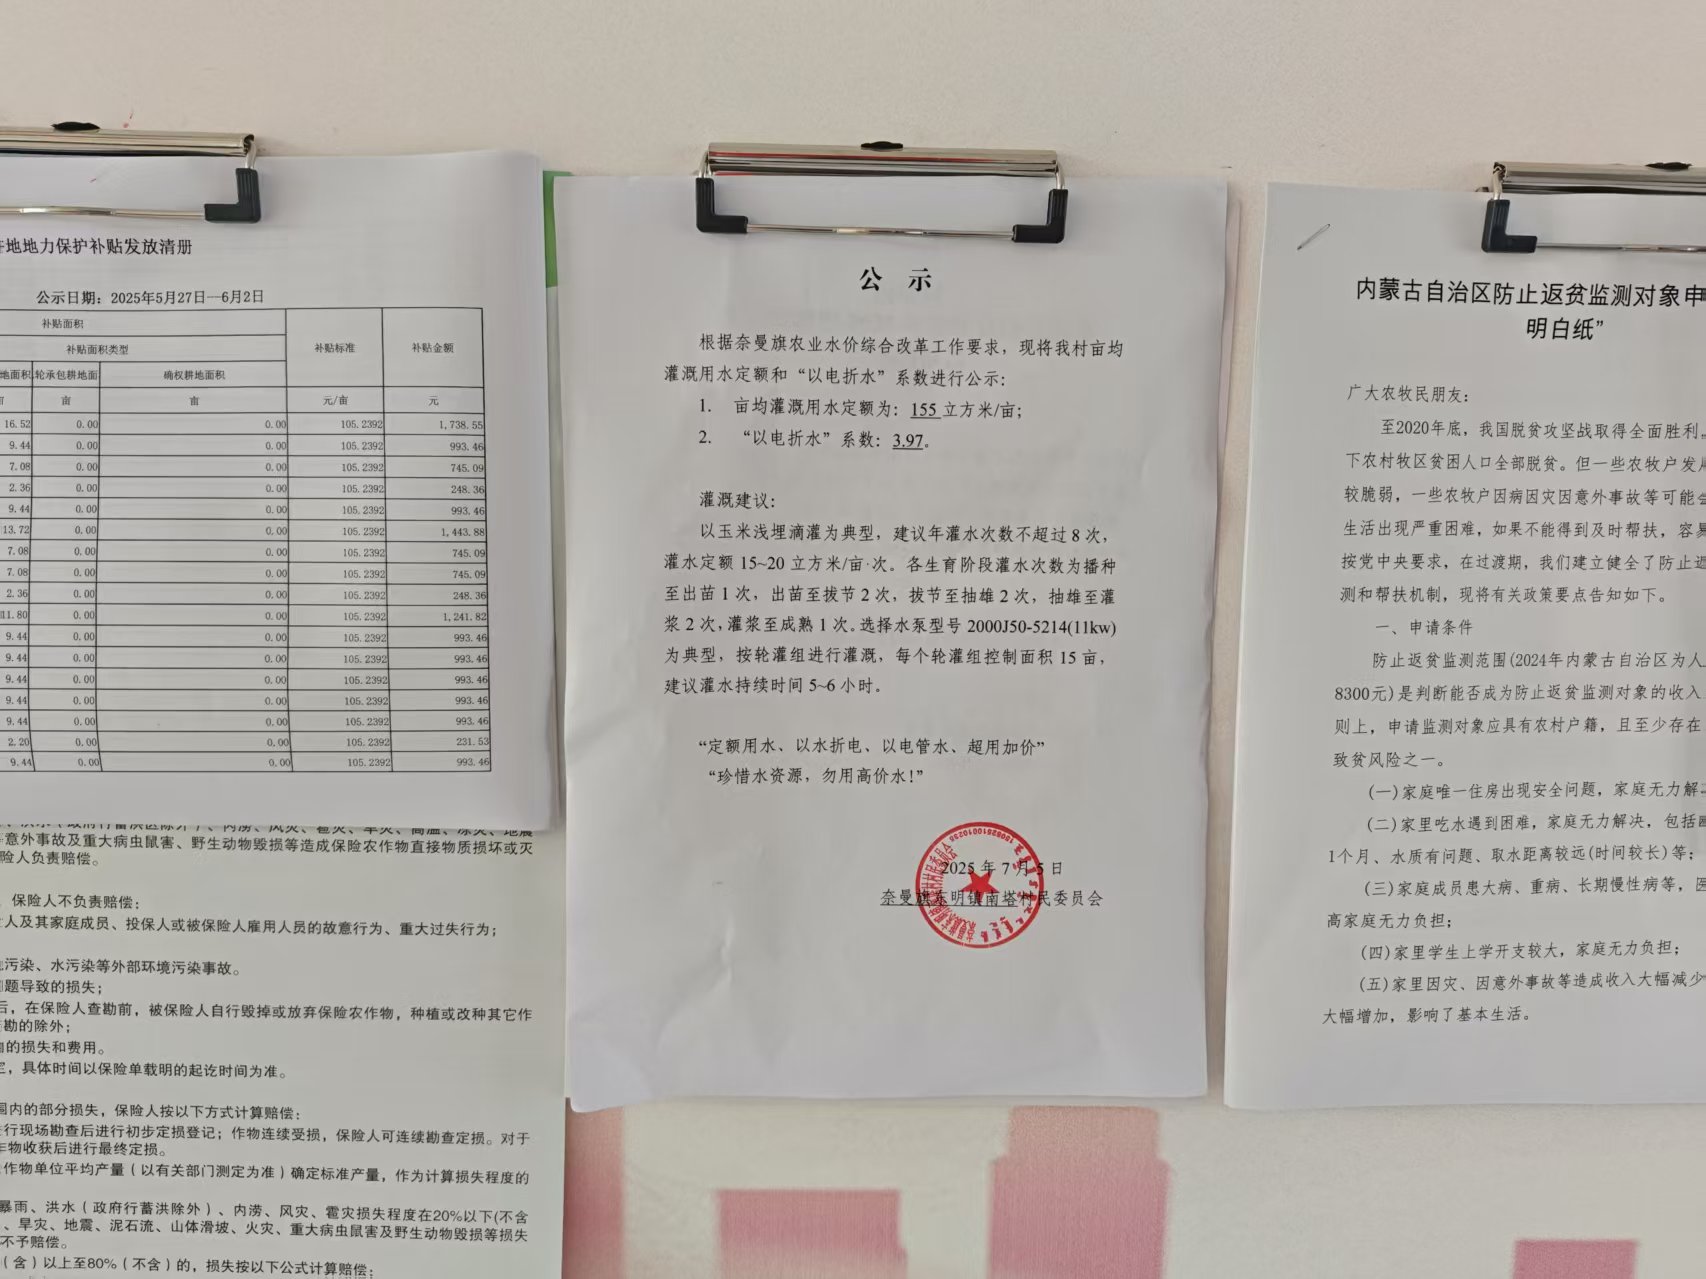 耕地地力保护补贴发放清册
公示日期：2025年5月27日—6月2日
补贴面积
补贴标准
补贴金额
补贴面积类型
地面积
轮承包耕地面
确权耕地面积
亩
亩
元/亩
元
16.52 0.00 0.00 105.2392 1,738.55
9.44 0.00 0.00 105.2392 993.46
7.08 0.00 0.00 105.2392 745.09
2.36 0.00 0.00 105.2392 248.36
9.44 0.00 0.00 105.2392 993.46
13.72 0.00 0.00 105.2392 1,443.88
7.08 0.00 0.00 105.2392 745.09
7.08 0.00 0.00 105.2392 745.09
2.36 0.00 0.00 105.2392 248.36
11.80 0.00 0.00 105.2392 1,241.82
9.44 0.00 0.00 105.2392 993.46
9.44 0.00 0.00 105.2392 993.46
9.44 0.00 0.00 105.2392 993.46
9.44 0.00 0.00 105.2392 993.46
9.44 0.00 0.00 105.2392 993.46
2.20 0.00 0.00 105.2392 231.53
9.44 0.00 0.00 105.2392 993.46
、洪水（政府行蓄洪区除外）、内涝、风灾、雹灾、旱灾、高温、冻灾、地震
意外事故及重大病虫鼠害、野生动物毁损等造成保险农作物直接物质损坏或灭
险人负责赔偿。
，保险人不负责赔偿：
人及其家庭成员、投保人或被保险人雇用人员的故意行为、重大过失行为；
污染、水污染等外部环境污染事故。
题导致的损失；
后，在保险人查勘前，被保险人自行毁掉或放弃保险农作物，种植或改种其它作
勘的除外；
的损失和费用。
定，具体时间以保险单载明的起讫时间为准。
围内的部分损失，保险人按以下方式计算赔偿：
行现场勘查后进行初步定损登记；作物连续受损，保险人可连续勘查定损。对于
作物收获后进行最终定损。
作物单位平均产量（以有关部门测定为准）确定标准产量，作为计算损失程度的
暴雨、洪水（政府行蓄洪除外）、内涝、风灾、雹灾损失程度在20%以下(不含
、旱灾、地震、泥石流、山体滑坡、火灾、重大病虫鼠害及野生动物毁损等损失
不予赔偿。
（含）以上至80%（不含）的，损失按以下公式计算赔偿：
公 示
根据奈曼旗农业水价综合改革工作要求，现将我村亩均
灌溉用水定额和“以电折水”系数进行公示：
1. 亩均灌溉用水定额为：155立方米/亩；
2. “以电折水”系数：3.97。
灌溉建议：
以玉米浅埋滴灌为典型，建议年灌水次数不超过8次，
灌水定额15~20立方米/亩·次。各生育阶段灌水次数为播种
至出苗1次，出苗至拔节2次，拔节至抽雄2次，抽雄至灌
浆2次，灌浆至成熟1次。选择水泵型号2000J50-5214(11kw)
为典型，按轮灌组进行灌溉，每个轮灌组控制面积15亩，
建议灌水持续时间5~6小时。
“定额用水、以水折电、以电管水、超用加价”
“珍惜水资源，勿用高价水！”
2025年7月5日
奈曼旗东明镇南塔村民委员会
内蒙古自治区防止返贫监测对象申
明白纸”
广大农牧民朋友：
至2020年底，我国脱贫攻坚战取得全面胜利。
下农村牧区贫困人口全部脱贫。但一些农牧户发展
较脆弱，一些农牧户因病因灾因意外事故等可能会
生活出现严重困难，如果不能得到及时帮扶，容易
按党中央要求，在过渡期，我们建立健全了防止返
测和帮扶机制，现将有关政策要点告知如下。
一、申请条件
防止返贫监测范围(2024年内蒙古自治区为人
8300元)是判断能否成为防止返贫监测对象的收入
则上，申请监测对象应具有农村户籍，且至少存在
致贫风险之一。
(一)家庭唯一住房出现安全问题，家庭无力解
(二)家里吃水遇到困难，家庭无力解决，包括
1个月、水质有问题、取水距离较远(时间较长)等；
(三)家庭成员患大病、重病、长期慢性病等，医
高家庭无力负担；
(四)家里学生上学开支较大，家庭无力负担；
(五)家里因灾、因意外事故等造成收入大幅减少
大幅增加，影响了基本生活。